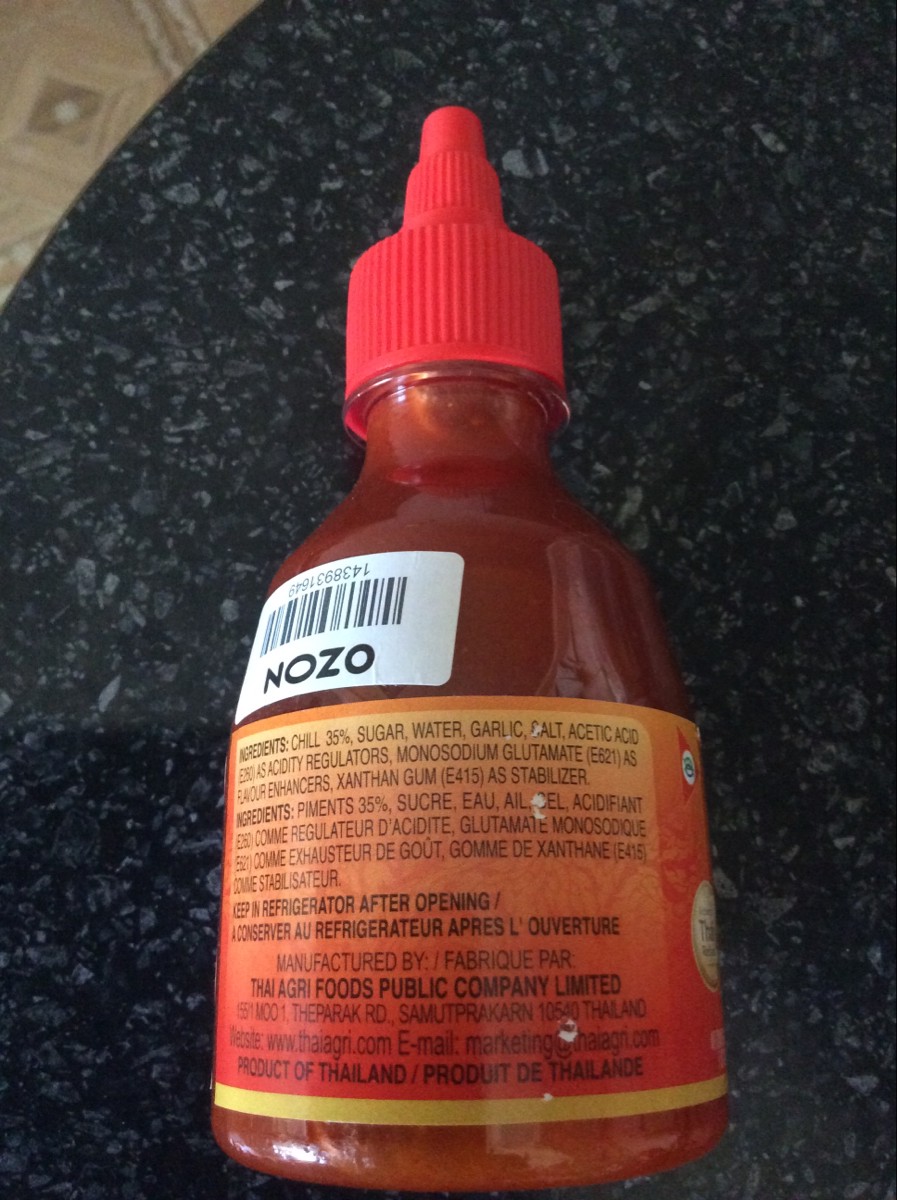 1438931649
OZON
INGREDIENTS: CHILL 35%, SUGAR, WATER, GARLIC, SALT, ACETIC ACID
(E260) AS ACIDITY REGULATORS, MONOSODIUM GLUTAMATE (E621) AS
FLAVOUR ENHANCERS, XANTHAN GUM (E415) AS STABILIZER.
INGREDIENTS: PIMENTS 35%, SUCRE, EAU, AIL, SEL, ACIDIFIANT
(E260) COMME REGULATEUR D'ACIDITE, GLUTAMATE MONOSODIQUE
(E621) COMME EXHAUSTEUR DE GOÛT, GOMME DE XANTHANE (E415)
COMME STABILISATEUR.
KEEP IN REFRIGERATOR AFTER OPENING /
A CONSERVER AU REFRIGERATEUR APRES L' OUVERTURE
MANUFACTURED BY: / FABRIQUE PAR:
THAI AGRI FOODS PUBLIC COMPANY LIMITED
155/1 MOO 1, THEPARAK RD., SAMUTPRAKARN 10540 THAILAND
Website: www.thaiagri.com E-mail: marketing@thaiagri.com
PRODUCT OF THAILAND / PRODUIT DE THAILANDE